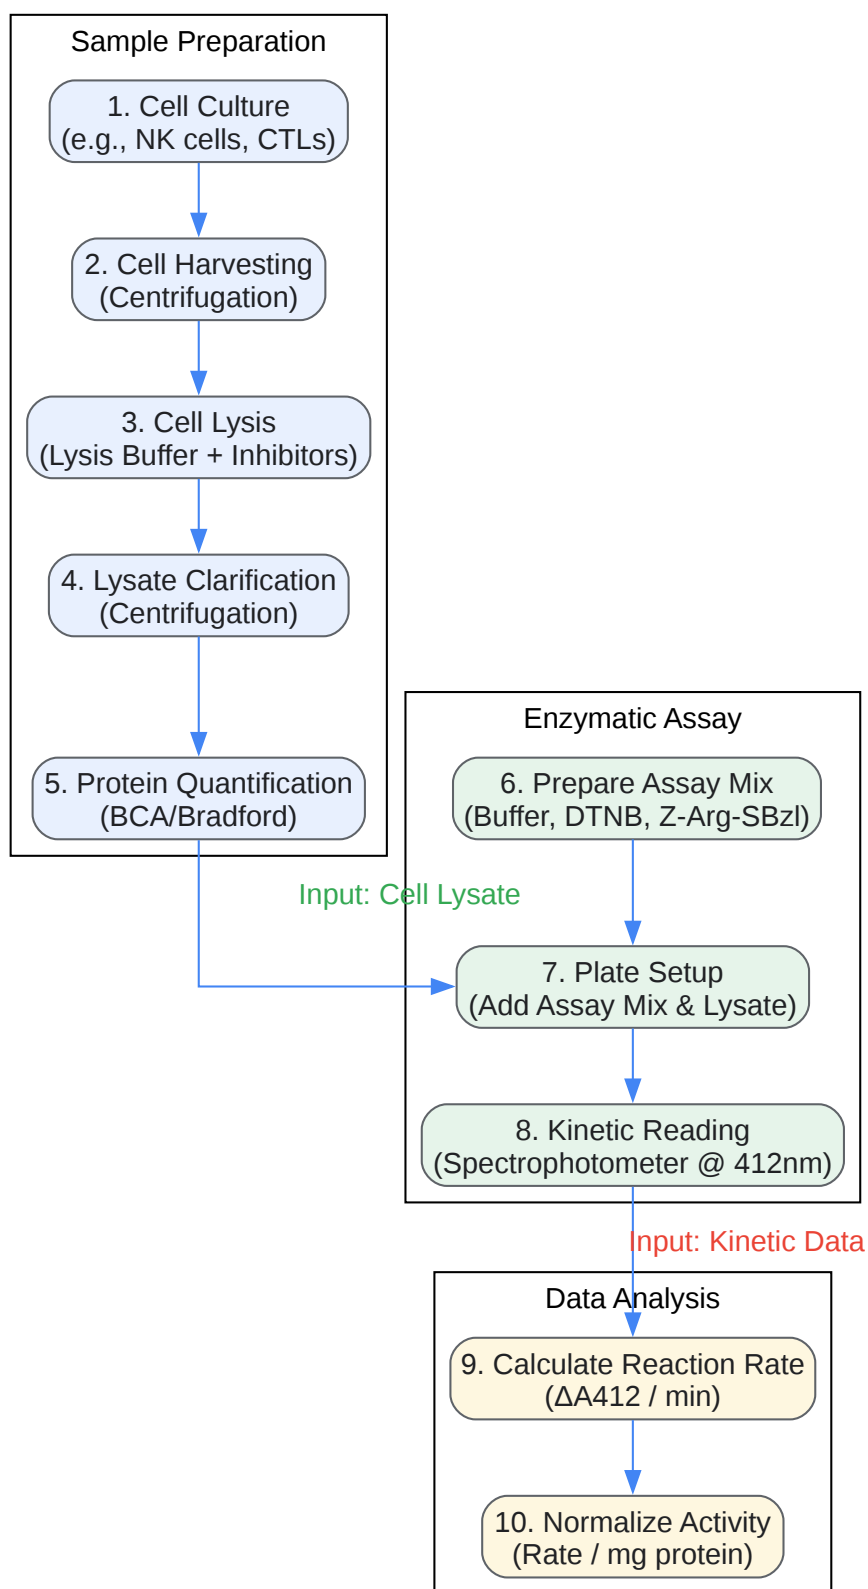 Sample Preparation
1. Cell Culture
(e.g., NK cells, CTLs)
2. Cell Harvesting
(Centrifugation)
3. Cell Lysis
(Lysis Buffer + Inhibitors)
4. Lysate Clarification
(Centrifugation)
5. Protein Quantification
(BCA/Bradford)
Input: Cell Lysate
Enzymatic Assay
6. Prepare Assay Mix
(Buffer, DTNB, Z-Arg-SBzl)
7. Plate Setup
(Add Assay Mix & Lysate)
8. Kinetic Reading
(Spectrophotometer @ 412nm)
Input: Kinetic Data
Data Analysis
9. Calculate Reaction Rate
(ΔA412 / min)
10. Normalize Activity
(Rate / mg protein)